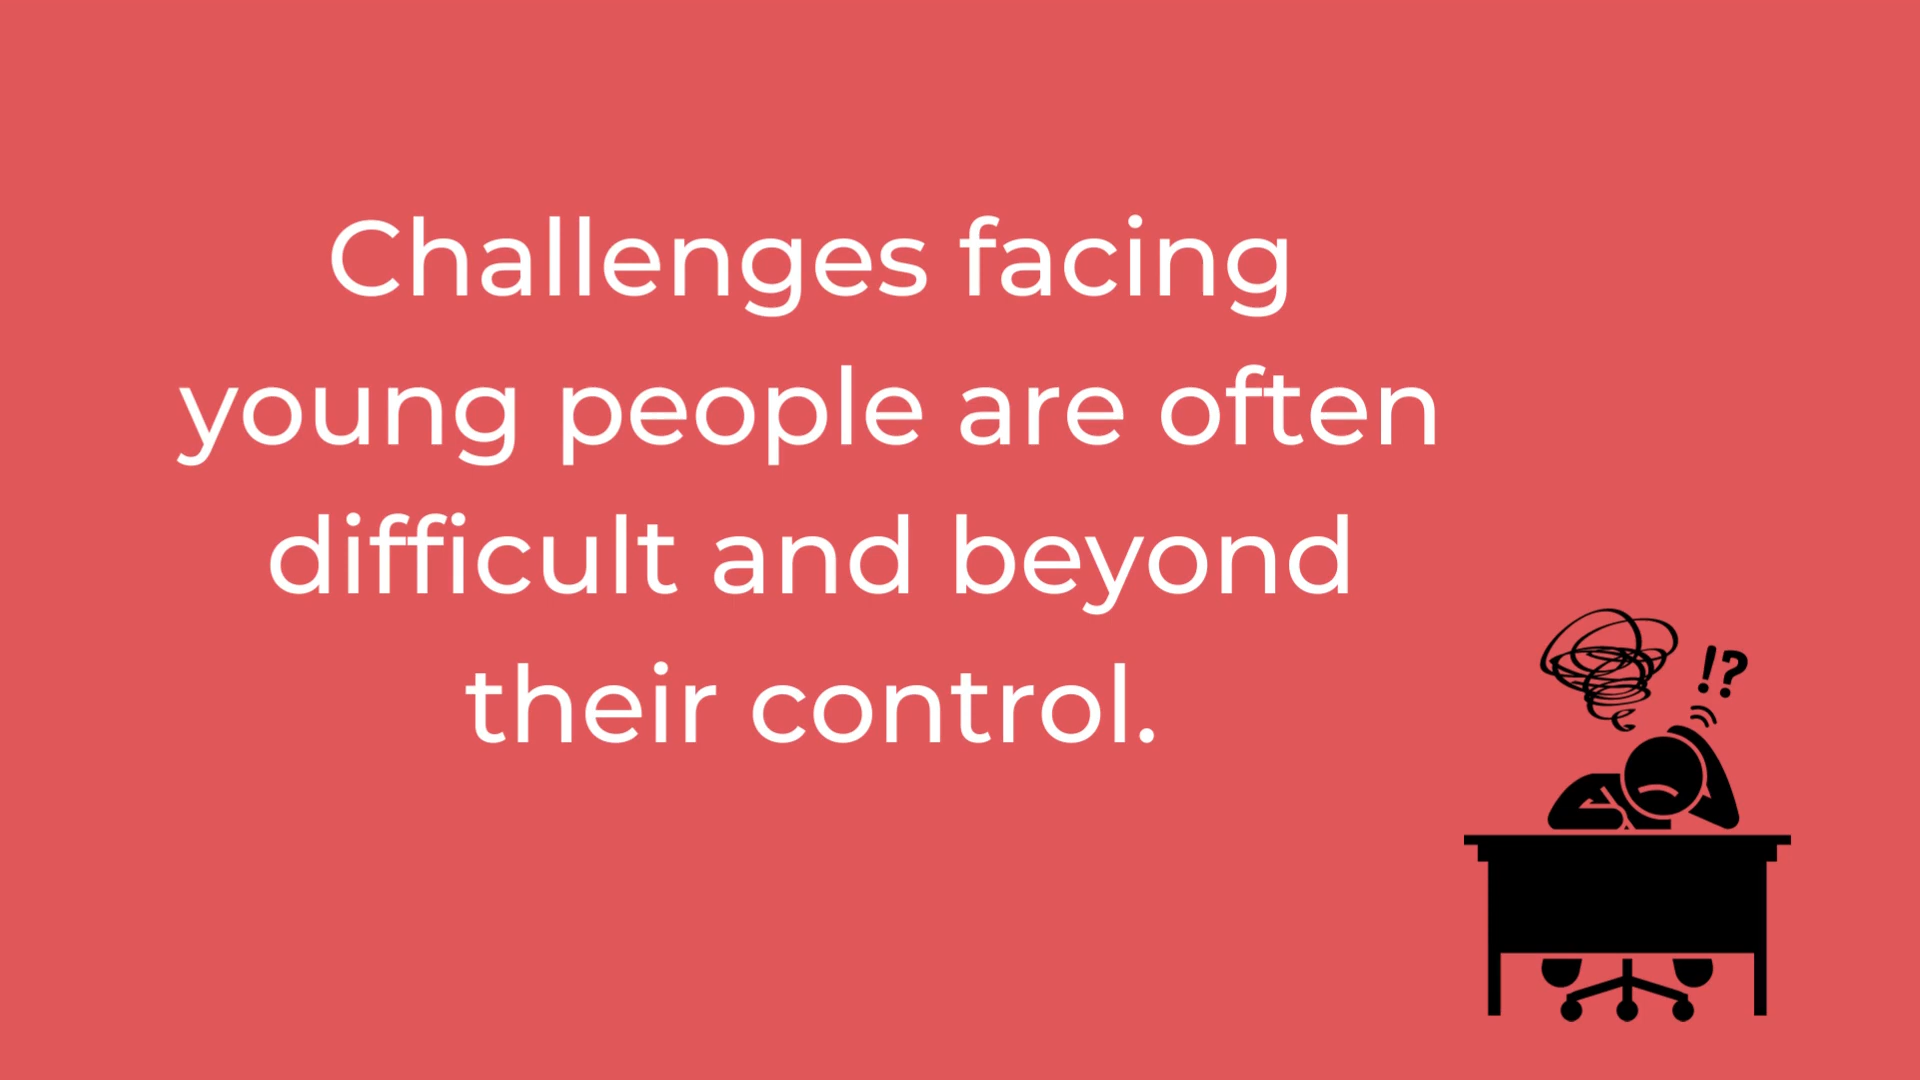 Challenges facing
young people are often
difficult and beyond
their control.
!?